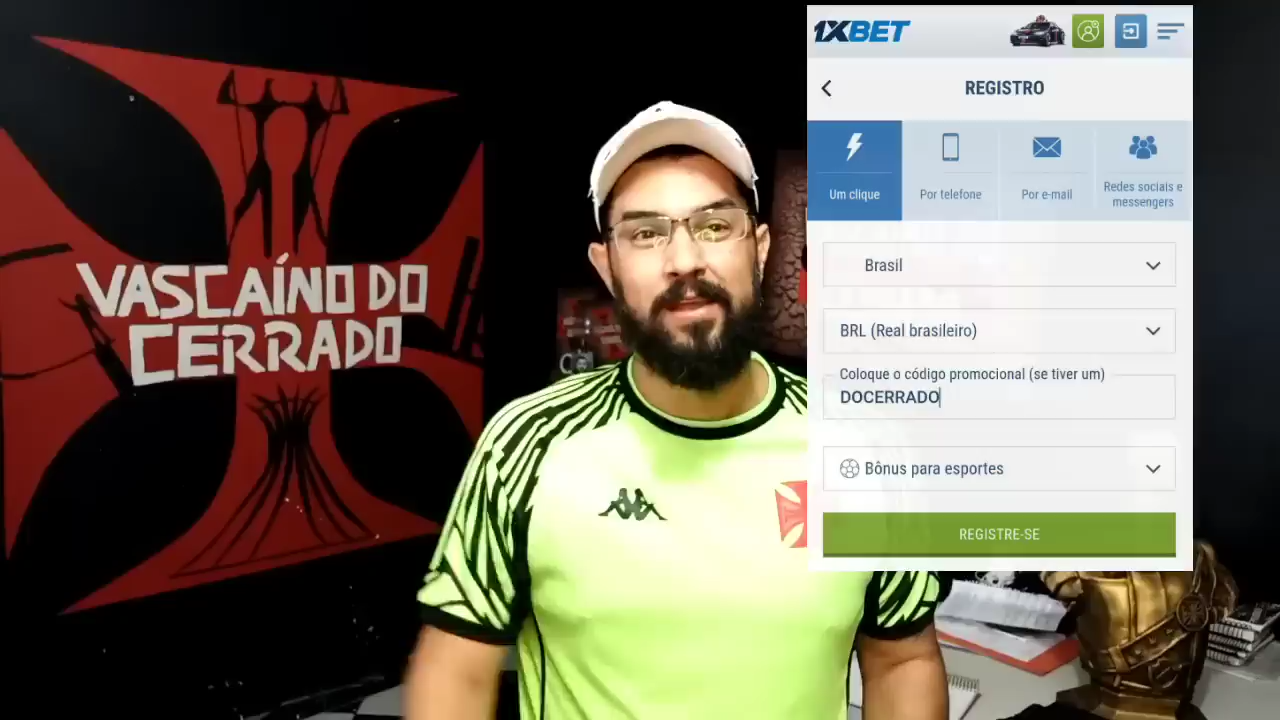 VASCAÍNO DO
CERRADO
1XBET
REGISTRO
Um clique
Por telefone
Por e-mail
Redes sociais e
messengers
Brasil
BRL (Real brasileiro)
Coloque o código promocional (se tiver um)
DOCERRADO
Bônus para esportes
REGISTRE-SE